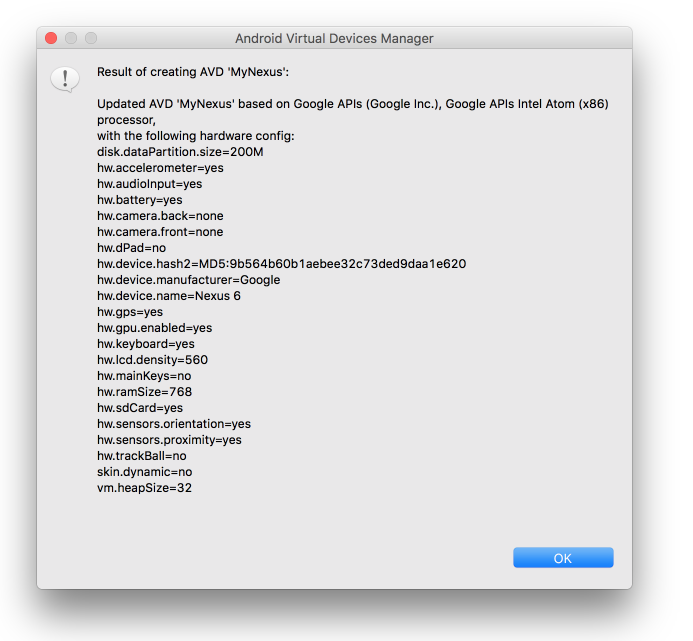 Android Virtual Devices Manager
Result of creating AVD 'MyNexus':
Updated AVD 'MyNexus' based on Google APIs (Google Inc.), Google APIs Intel Atom (x86)
processor,
with the following hardware config:
disk.dataPartition.size=200M
hw.accelerometer=yes
hw.audioInput=yes
hw.battery=yes
hw.camera.back=none
hw.camera.front=none
hw.dPad=no
hw.device.hash2=MD5:9b564b60b1aebee32c73ded9daa1e620
hw.device.manufacturer=Google
hw.device.name=Nexus 6
hw.gps=yes
hw.gpu.enabled=yes
hw.keyboard=yes
hw.lcd.density=560
hw.mainKeys=no
hw.ramSize=768
hw.sdCard=yes
hw.sensors.orientation=yes
hw.sensors.proximity=yes
hw.trackBall=no
skin.dynamic=no
vm.heapSize=32
OK